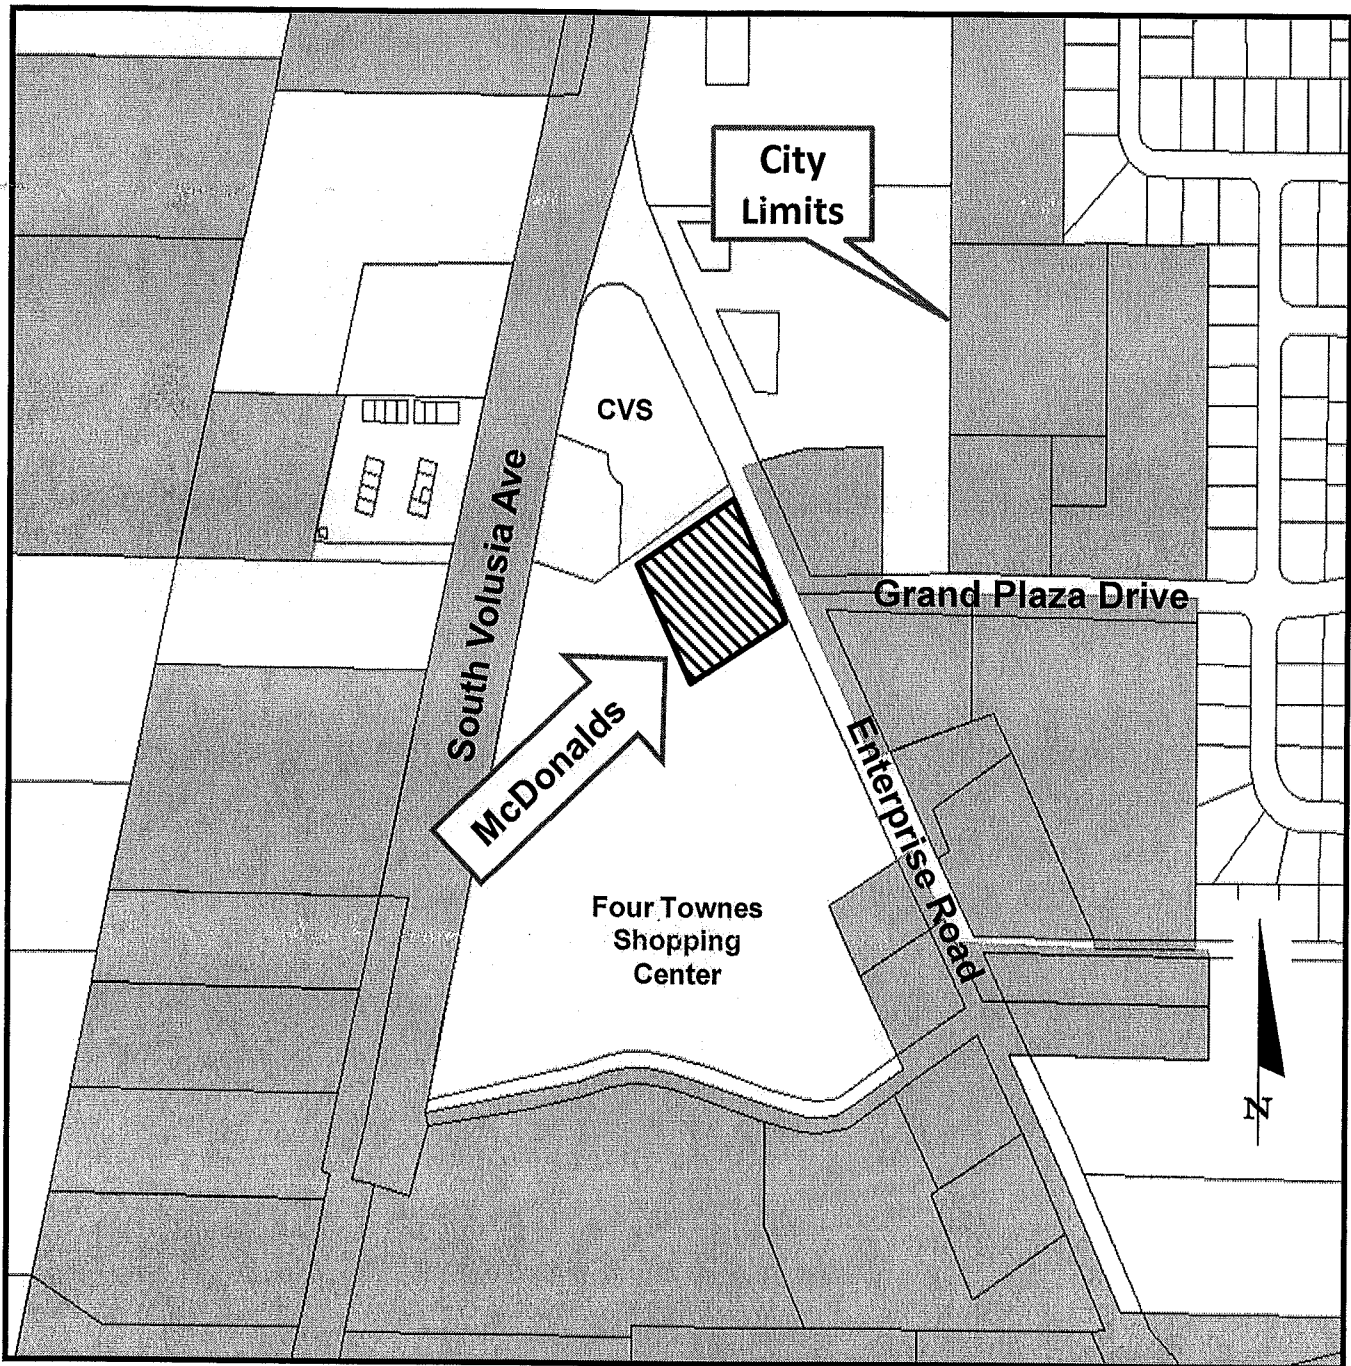 City
Limits
CVS
South Volusia Ave
Grand Plaza Drive
McDonalds
Enterprise Road
Four Townes
Shopping
Center
N